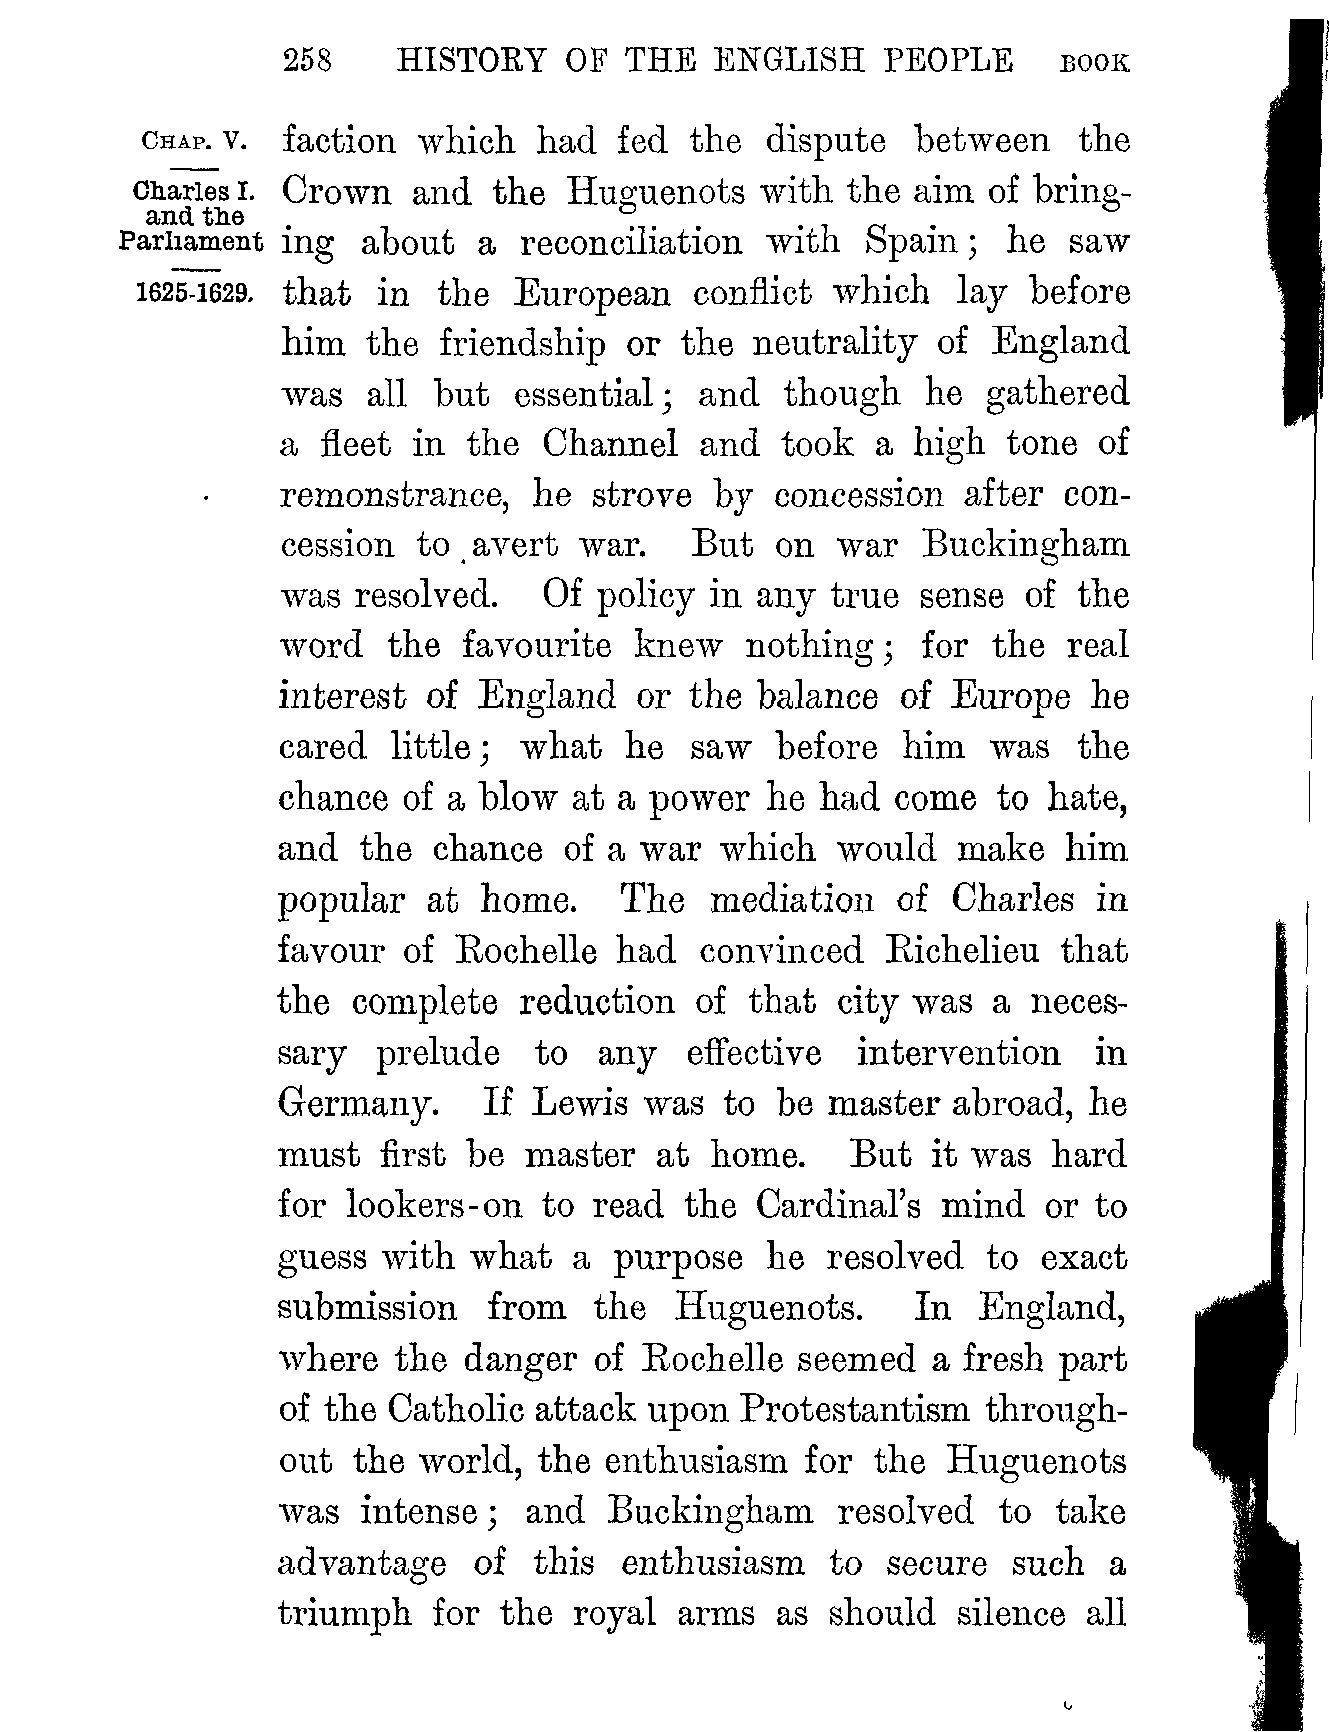 258 HISTORY OF THE ENGLISH PEOPLE BOOK
CHAP. V.
Charles I.
and the
Parliament
1625-1629.
faction which had fed the dispute between the
Crown and the Huguenots with the aim of bring-
ing about a reconciliation with Spain; he saw
that in the European conflict which lay before
him the friendship or the neutrality of England
was all but essential; and though he gathered
a fleet in the Channel and took a high tone of
remonstrance, he strove by concession after con-
cession to avert war. But on war Buckingham
was resolved. Of policy in any true sense of the
word the favourite knew nothing; for the real
interest of England or the balance of Europe he
cared little; what he saw before him was the
chance of a blow at a power he had come to hate,
and the chance of a war which would make him
popular at home. The mediation of Charles in
favour of Rochelle had convinced Richelieu that
the complete reduction of that city was a neces-
sary prelude to any effective intervention in
Germany. If Lewis was to be master abroad, he
must first be master at home. But it was hard
for lookers-on to read the Cardinal's mind or to
guess with what a purpose he resolved to exact
submission from the Huguenots. In England,
where the danger of Rochelle seemed a fresh part
of the Catholic attack upon Protestantism through-
out the world, the enthusiasm for the Huguenots
was intense; and Buckingham resolved to take
advantage of this enthusiasm to secure such a
triumph for the royal arms as should silence all